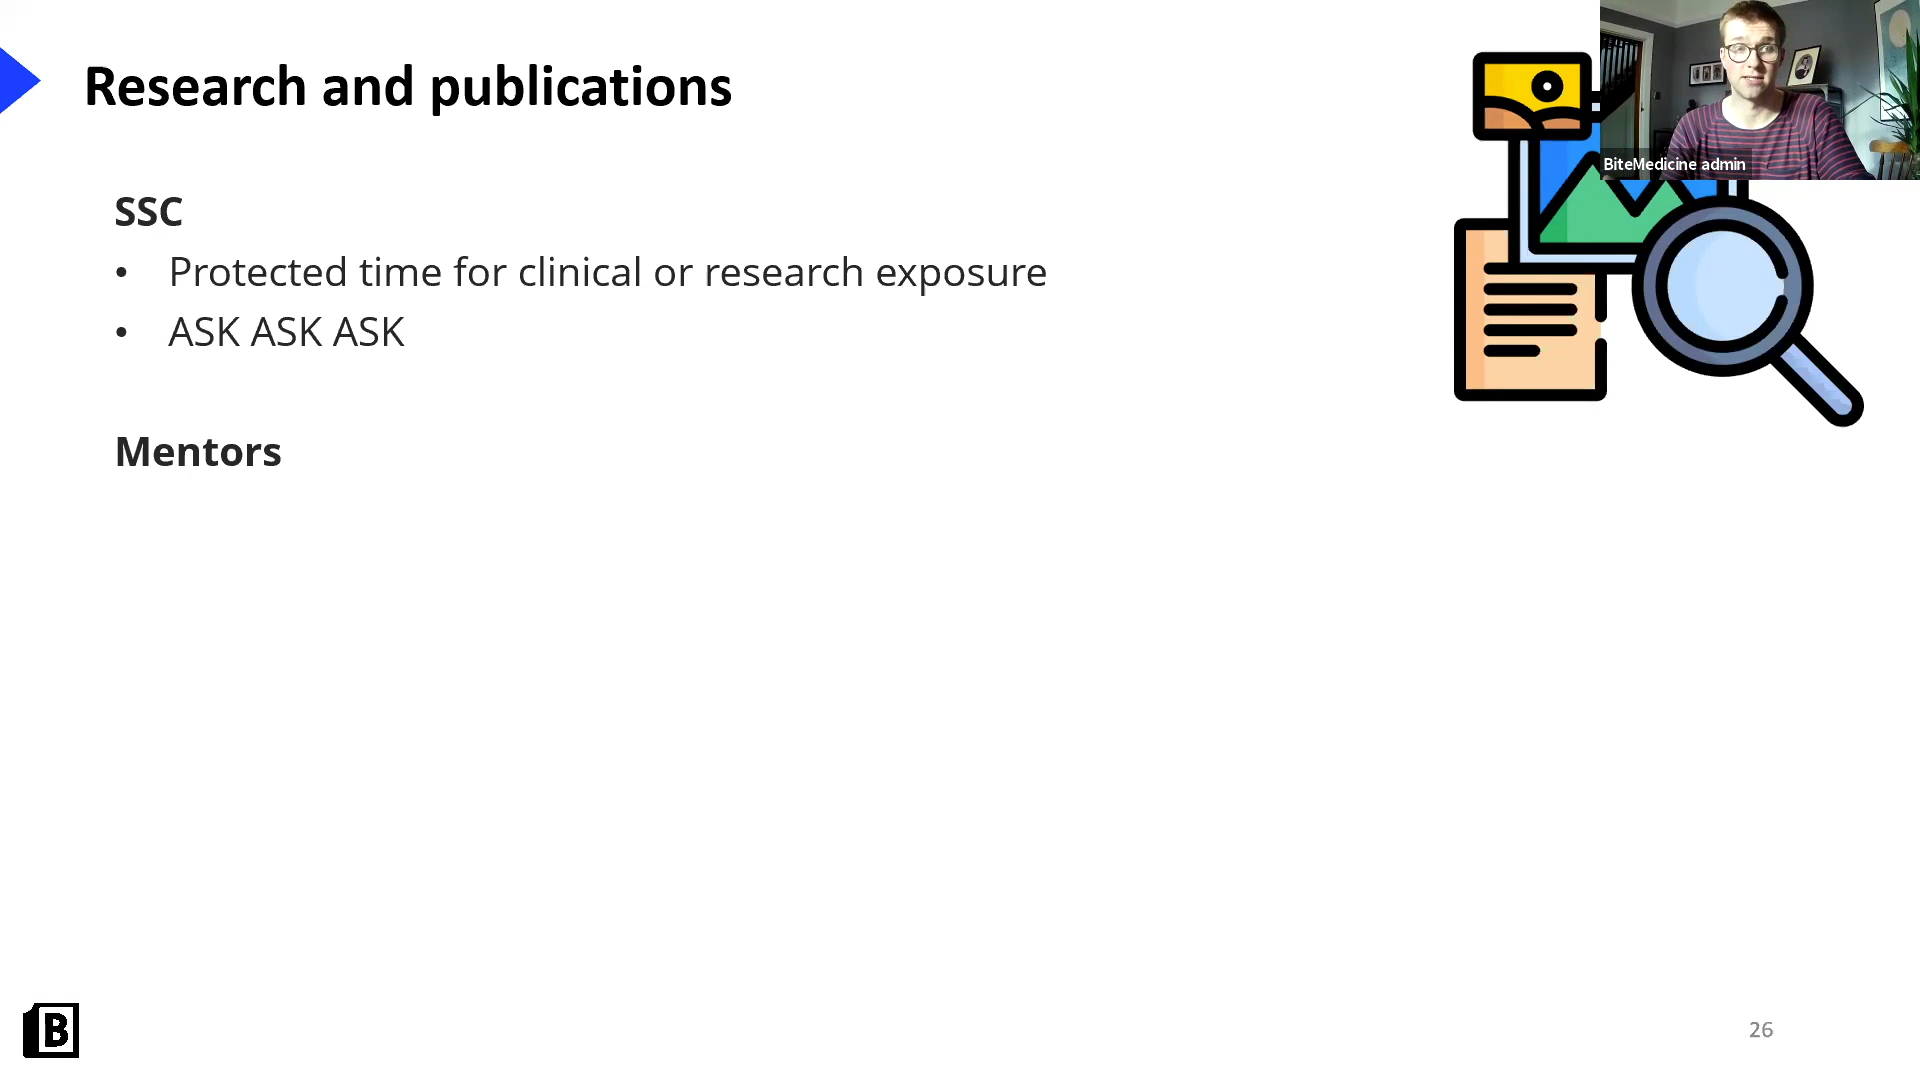 Research and publications
BiteMedicine admin
SSC
• Protected time for clinical or research exposure
• ASK ASK ASK
Mentors
B
26